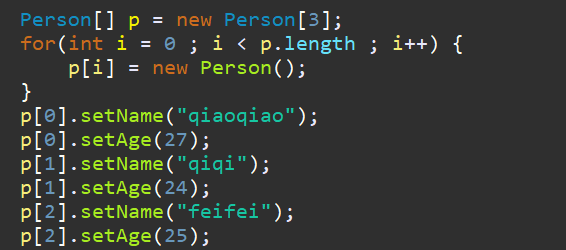 Person[] p = new Person[3];
for(int i = 0 ; i < p.length ; i++) {
    p[i] = new Person();
}
p[0].setName("qiaoqiao");
p[0].setAge(27);
p[1].setName("qiqi");
p[1].setAge(24);
p[2].setName("feifei");
p[2].setAge(25);